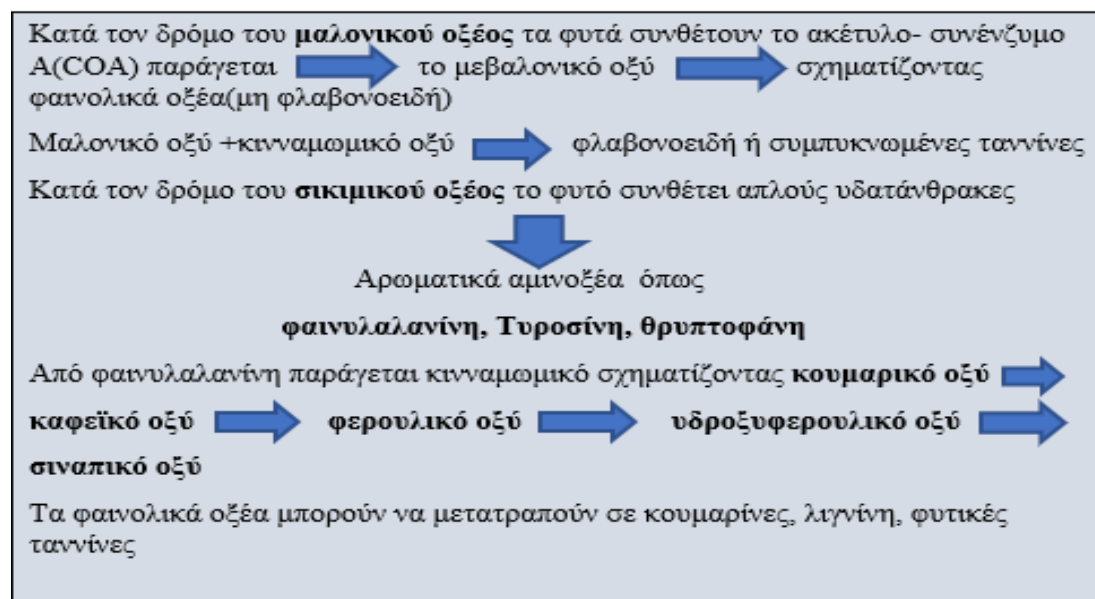 Κατά τον δρόμο του μαλονικού οξέος τα φυτά συνθέτουν το ακέτυλο- συνένζυμο
Α(COA) παράγεται το μεβαλονικό οξύ σχηματίζοντας
φαινολικά οξέα(μη φλαβονοειδή)
Μαλονικό οξύ +κινναμωμικό οξύ φλαβονοειδή ή συμπυκνωμένες ταννίνες
Κατά τον δρόμο του σικιμικού οξέος το φυτό συνθέτει απλούς υδατάνθρακες
Αρωματικά αμινοξέα όπως
φαινυλαλανίνη, Τυροσίνη, θρυπτοφάνη
Από φαινυλαλανίνη παράγεται κινναμωμικό σχηματίζοντας κουμαρικό οξύ
καφεϊκό οξύ φερουλικό οξύ υδροξυφερουλικό οξύ
σιναπικό οξύ
Τα φαινολικά οξέα μπορούν να μετατραπούν σε κουμαρίνες, λιγνίνη, φυτικές
ταννίνες